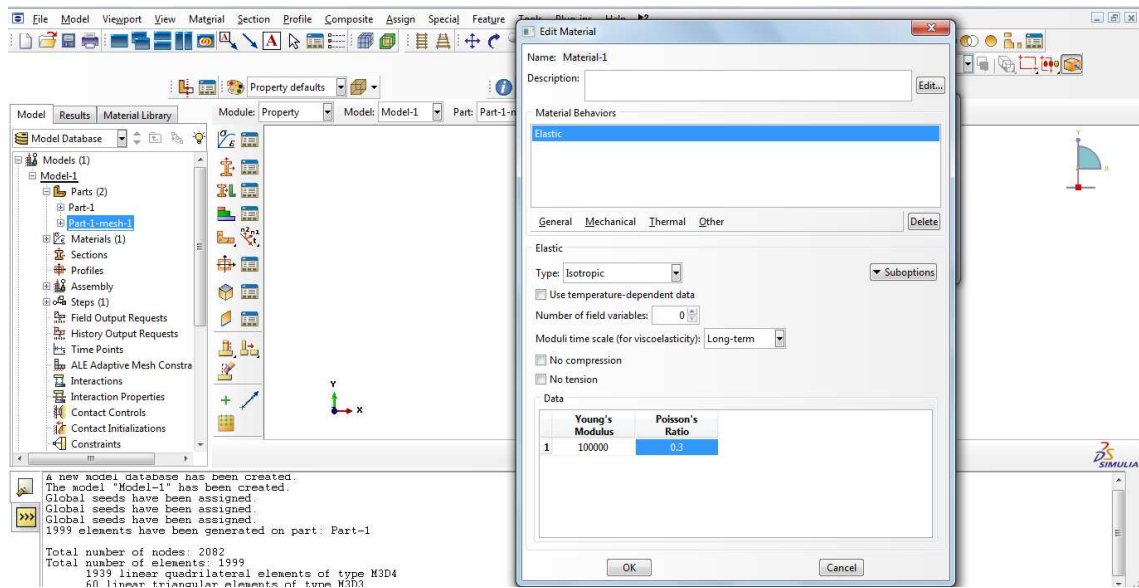 File Model Viewport View Material Section Profile Composite Assign Special Feature Tools Plug-ins Help
Property defaults
Model Results Material Library
Module: Property Model: Model-1 Part:
Model Database
Models (1)
Model-1
Parts (2)
Part-1
Part-1-mesh-1
Materials (1)
Sections
Profiles
Assembly
Steps (1)
Field Output Requests
History Output Requests
Time Points
ALE Adaptive Mesh Constra
Interactions
Interaction Properties
Contact Controls
Contact Initializations
Constraints
Y
X
Edit Material
Name: Material-1
Description:
Edit...
Material Behaviors
Elastic
General Mechanical Thermal Other
Delete
Elastic
Type: Isotropic
Suboptions
Use temperature-dependent data
Number of field variables: 0
Moduli time scale (for viscoelasticity): Long-term
No compression
No tension
Data
Young's Modulus
Poisson's Ratio
1 100000 0.3
OK Cancel
SIMULIA
A new model database has been created.
The model "Model-1" has been created.
Global seeds have been assigned.
Global seeds have been assigned.
Global seeds have been assigned.
1999 elements have been generated on part: Part-1
Total number of nodes: 2082
Total number of elements: 1999
1939 linear quadrilateral elements of type M3D4
60 linear triangular elements of type M3D3